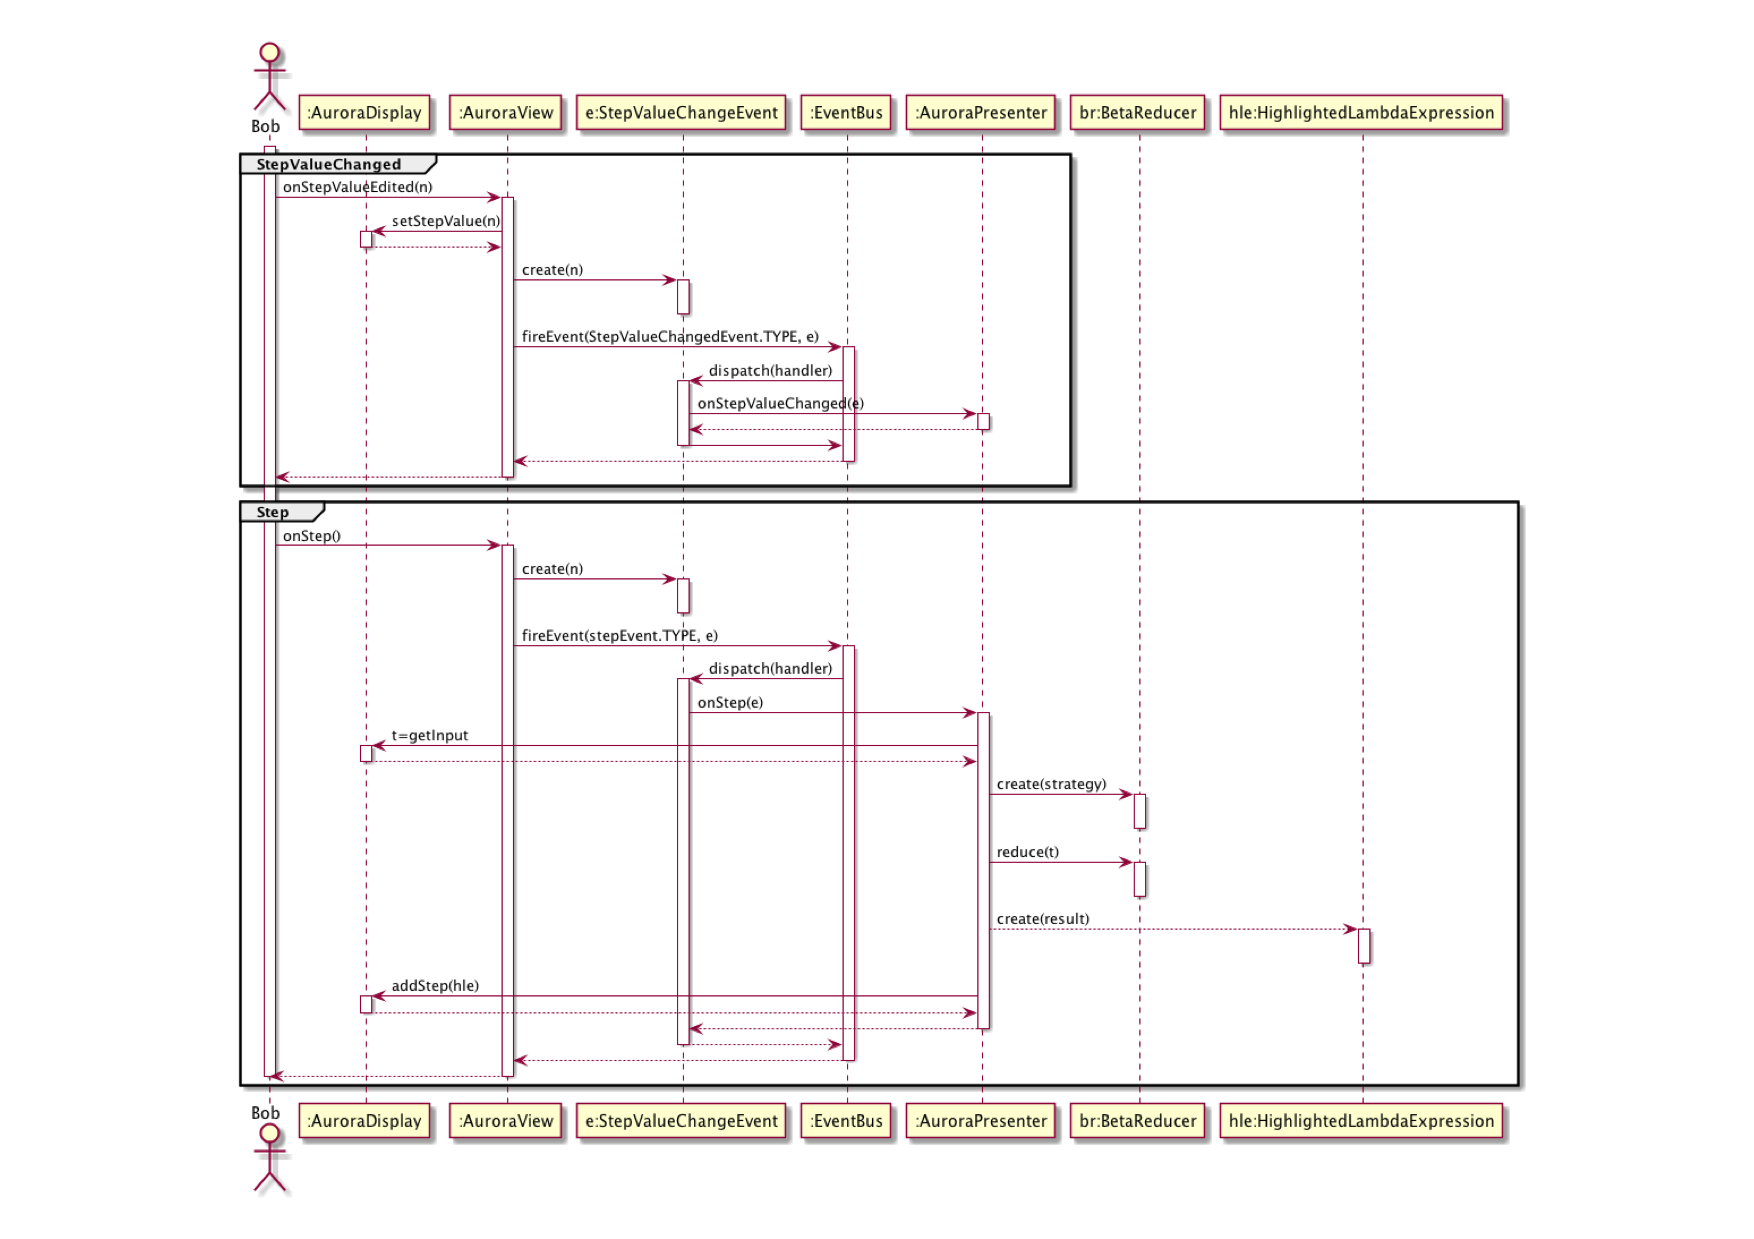 Bob
:AuroraDisplay
:AuroraView
e:StepValueChangeEvent
:EventBus
:AuroraPresenter
br:BetaReducer
hle:HighlightedLambdaExpression
StepValueChanged
onStepValueEdited(n)
setStepValue(n)
create(n)
fireEvent(StepValueChangedEvent.TYPE, e)
dispatch(handler)
onStepValueChanged(e)
Step
onStep()
create(n)
fireEvent(stepEvent.TYPE, e)
dispatch(handler)
onStep(e)
t=getInput
create(strategy)
reduce(t)
create(result)
addStep(hle)
Bob
:AuroraDisplay
:AuroraView
e:StepValueChangeEvent
:EventBus
:AuroraPresenter
br:BetaReducer
hle:HighlightedLambdaExpression